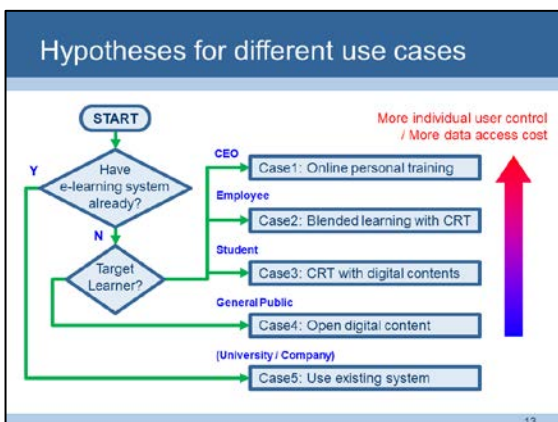 Hypotheses for different use cases
START
More individual user control
/ More data access cost
CEO
Y
Have
e-learning system
already?
Case1: Online personal training
Employee
Case2: Blended learning with CRT
N
Student
Target
Learner?
Case3: CRT with digital contents
General Public
Case4: Open digital content
(University / Company)
Case5: Use existing system
13